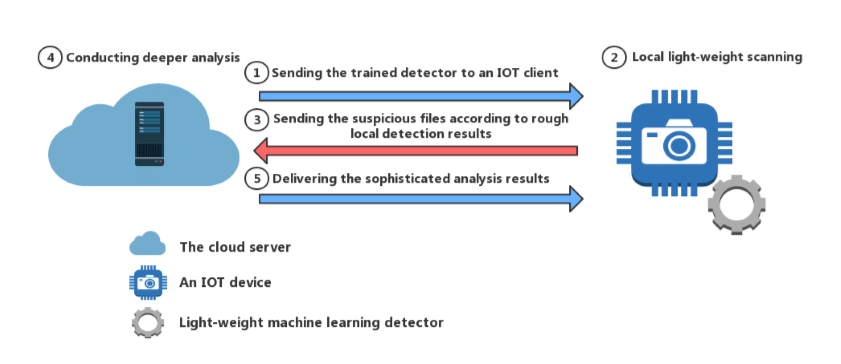 4 Conducting deeper analysis
1 Sending the trained detector to an IOT client
2 Local light-weight scanning
3 Sending the suspicious files according to rough
local detection results
5 Delivering the sophisticated analysis results
The cloud server
An IOT device
Light-weight machine learning detector